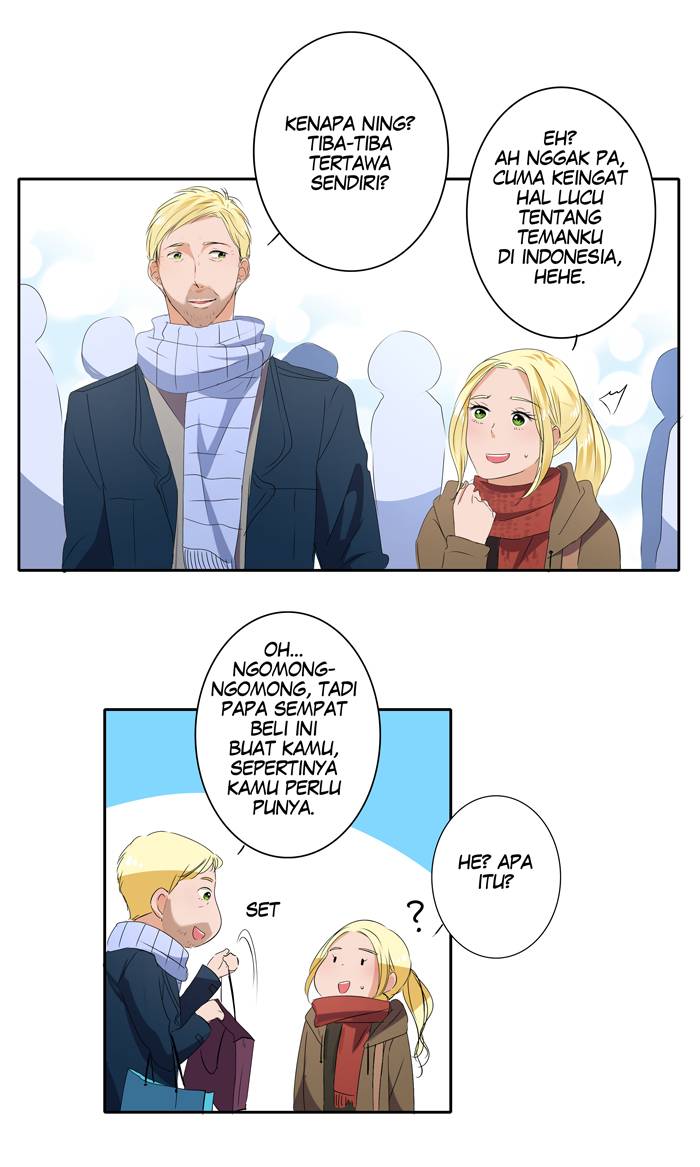 KENAPA NING?
TIBA-TIBA
TERTAWA
SENDIRI?
EH?
AH NGGAK PA,
CUMA KEINGAT
HAL LUCU
TENTANG
TEMANKU
DI INDONESIA,
HEHE.
OH...
NGOMONG-
NGOMONG, TADI
PAPA SEMPAT
BELI INI
BUAT KAMU,
SEPERTINYA
KAMU PERLU
PUNYA.
SET
?
HE? APA
ITU?